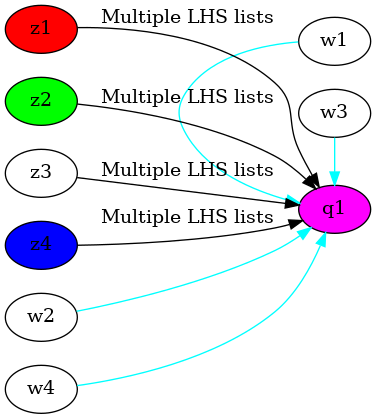 z1
Multiple LHS lists
w1
z2
Multiple LHS lists
w3
z3
Multiple LHS lists
q1
z4
Multiple LHS lists
w2
w4